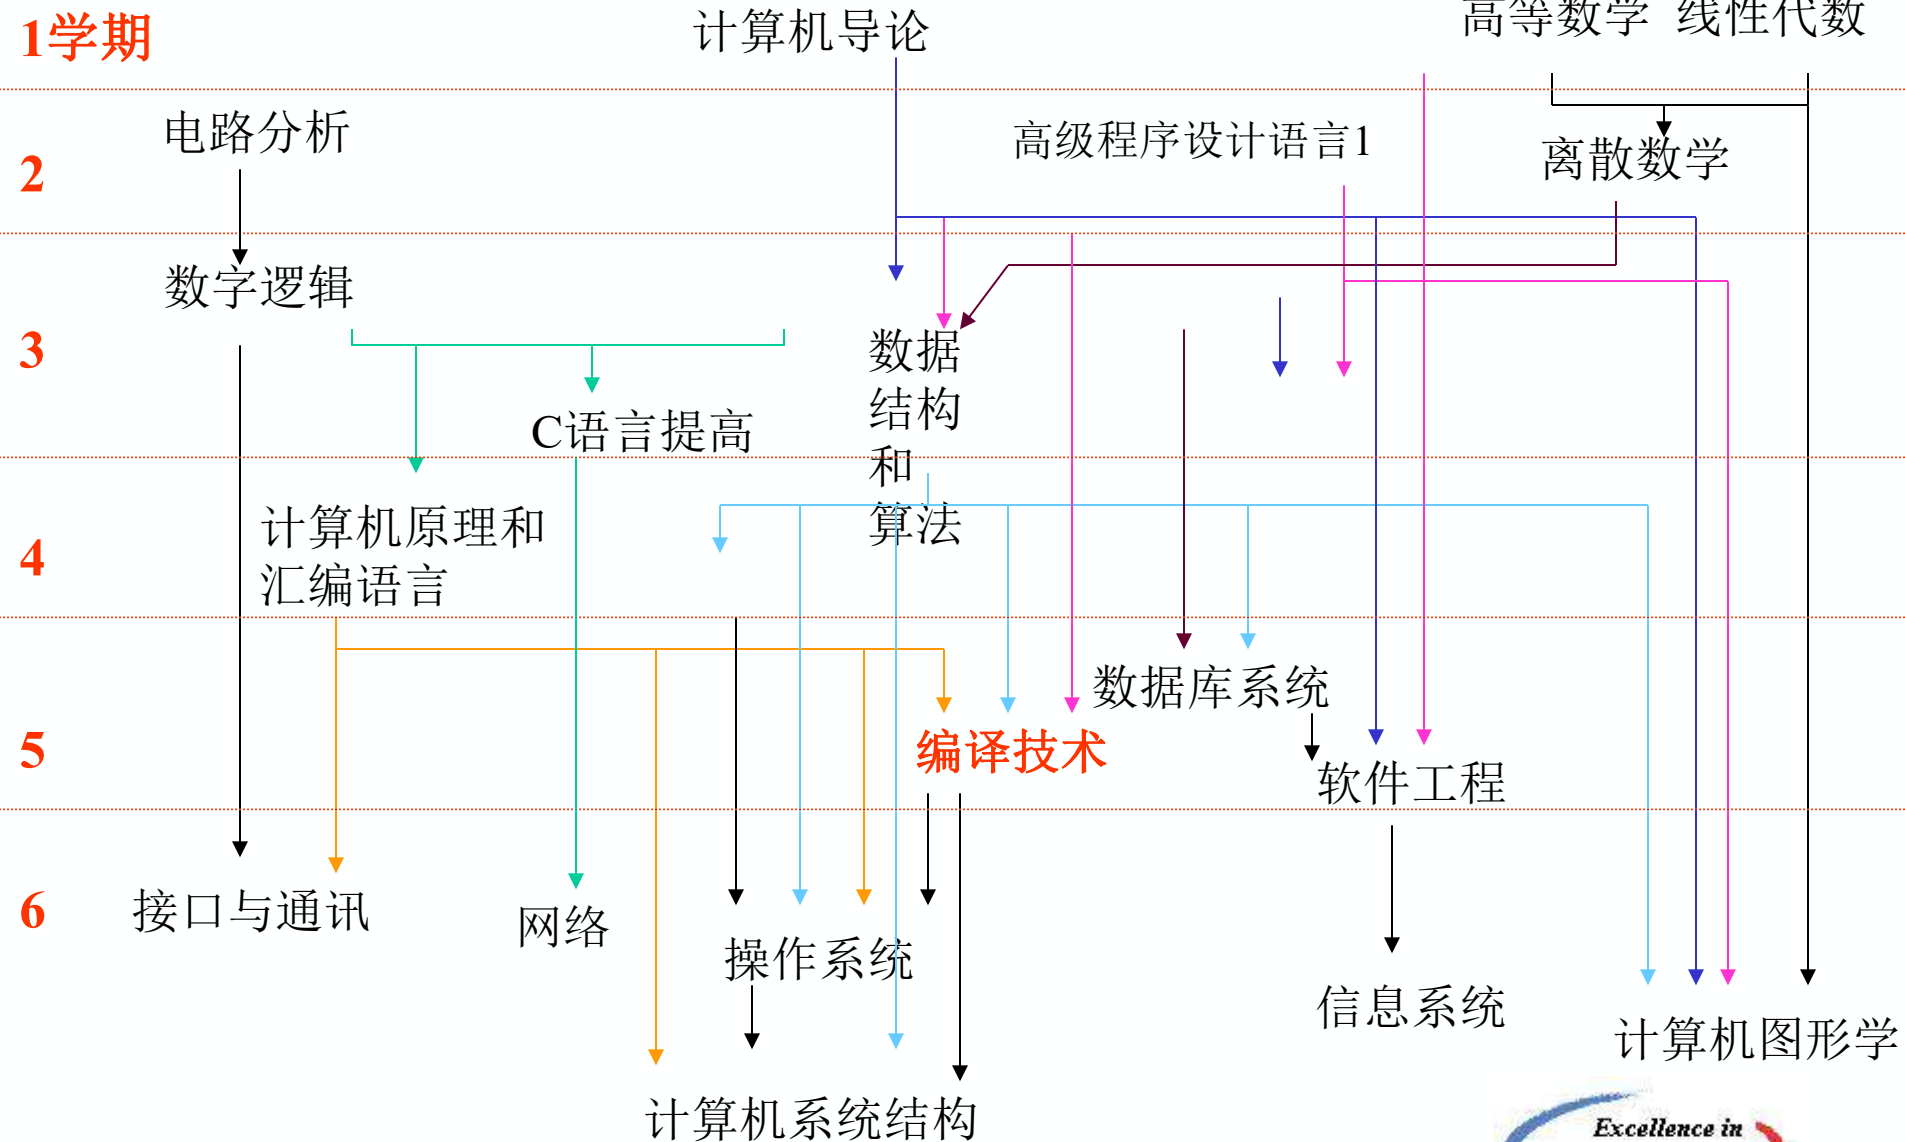 1学期
计算机导论
高等数学 线性代数
2
电路分析
高级程序设计语言1
离散数学
3
数字逻辑
数据
结构
和
算法
C语言提高
4
计算机原理和
汇编语言
5
数据库系统
编译技术
软件工程
6
接口与通讯
网络
操作系统
信息系统
计算机图形学
计算机系统结构
Excellence in